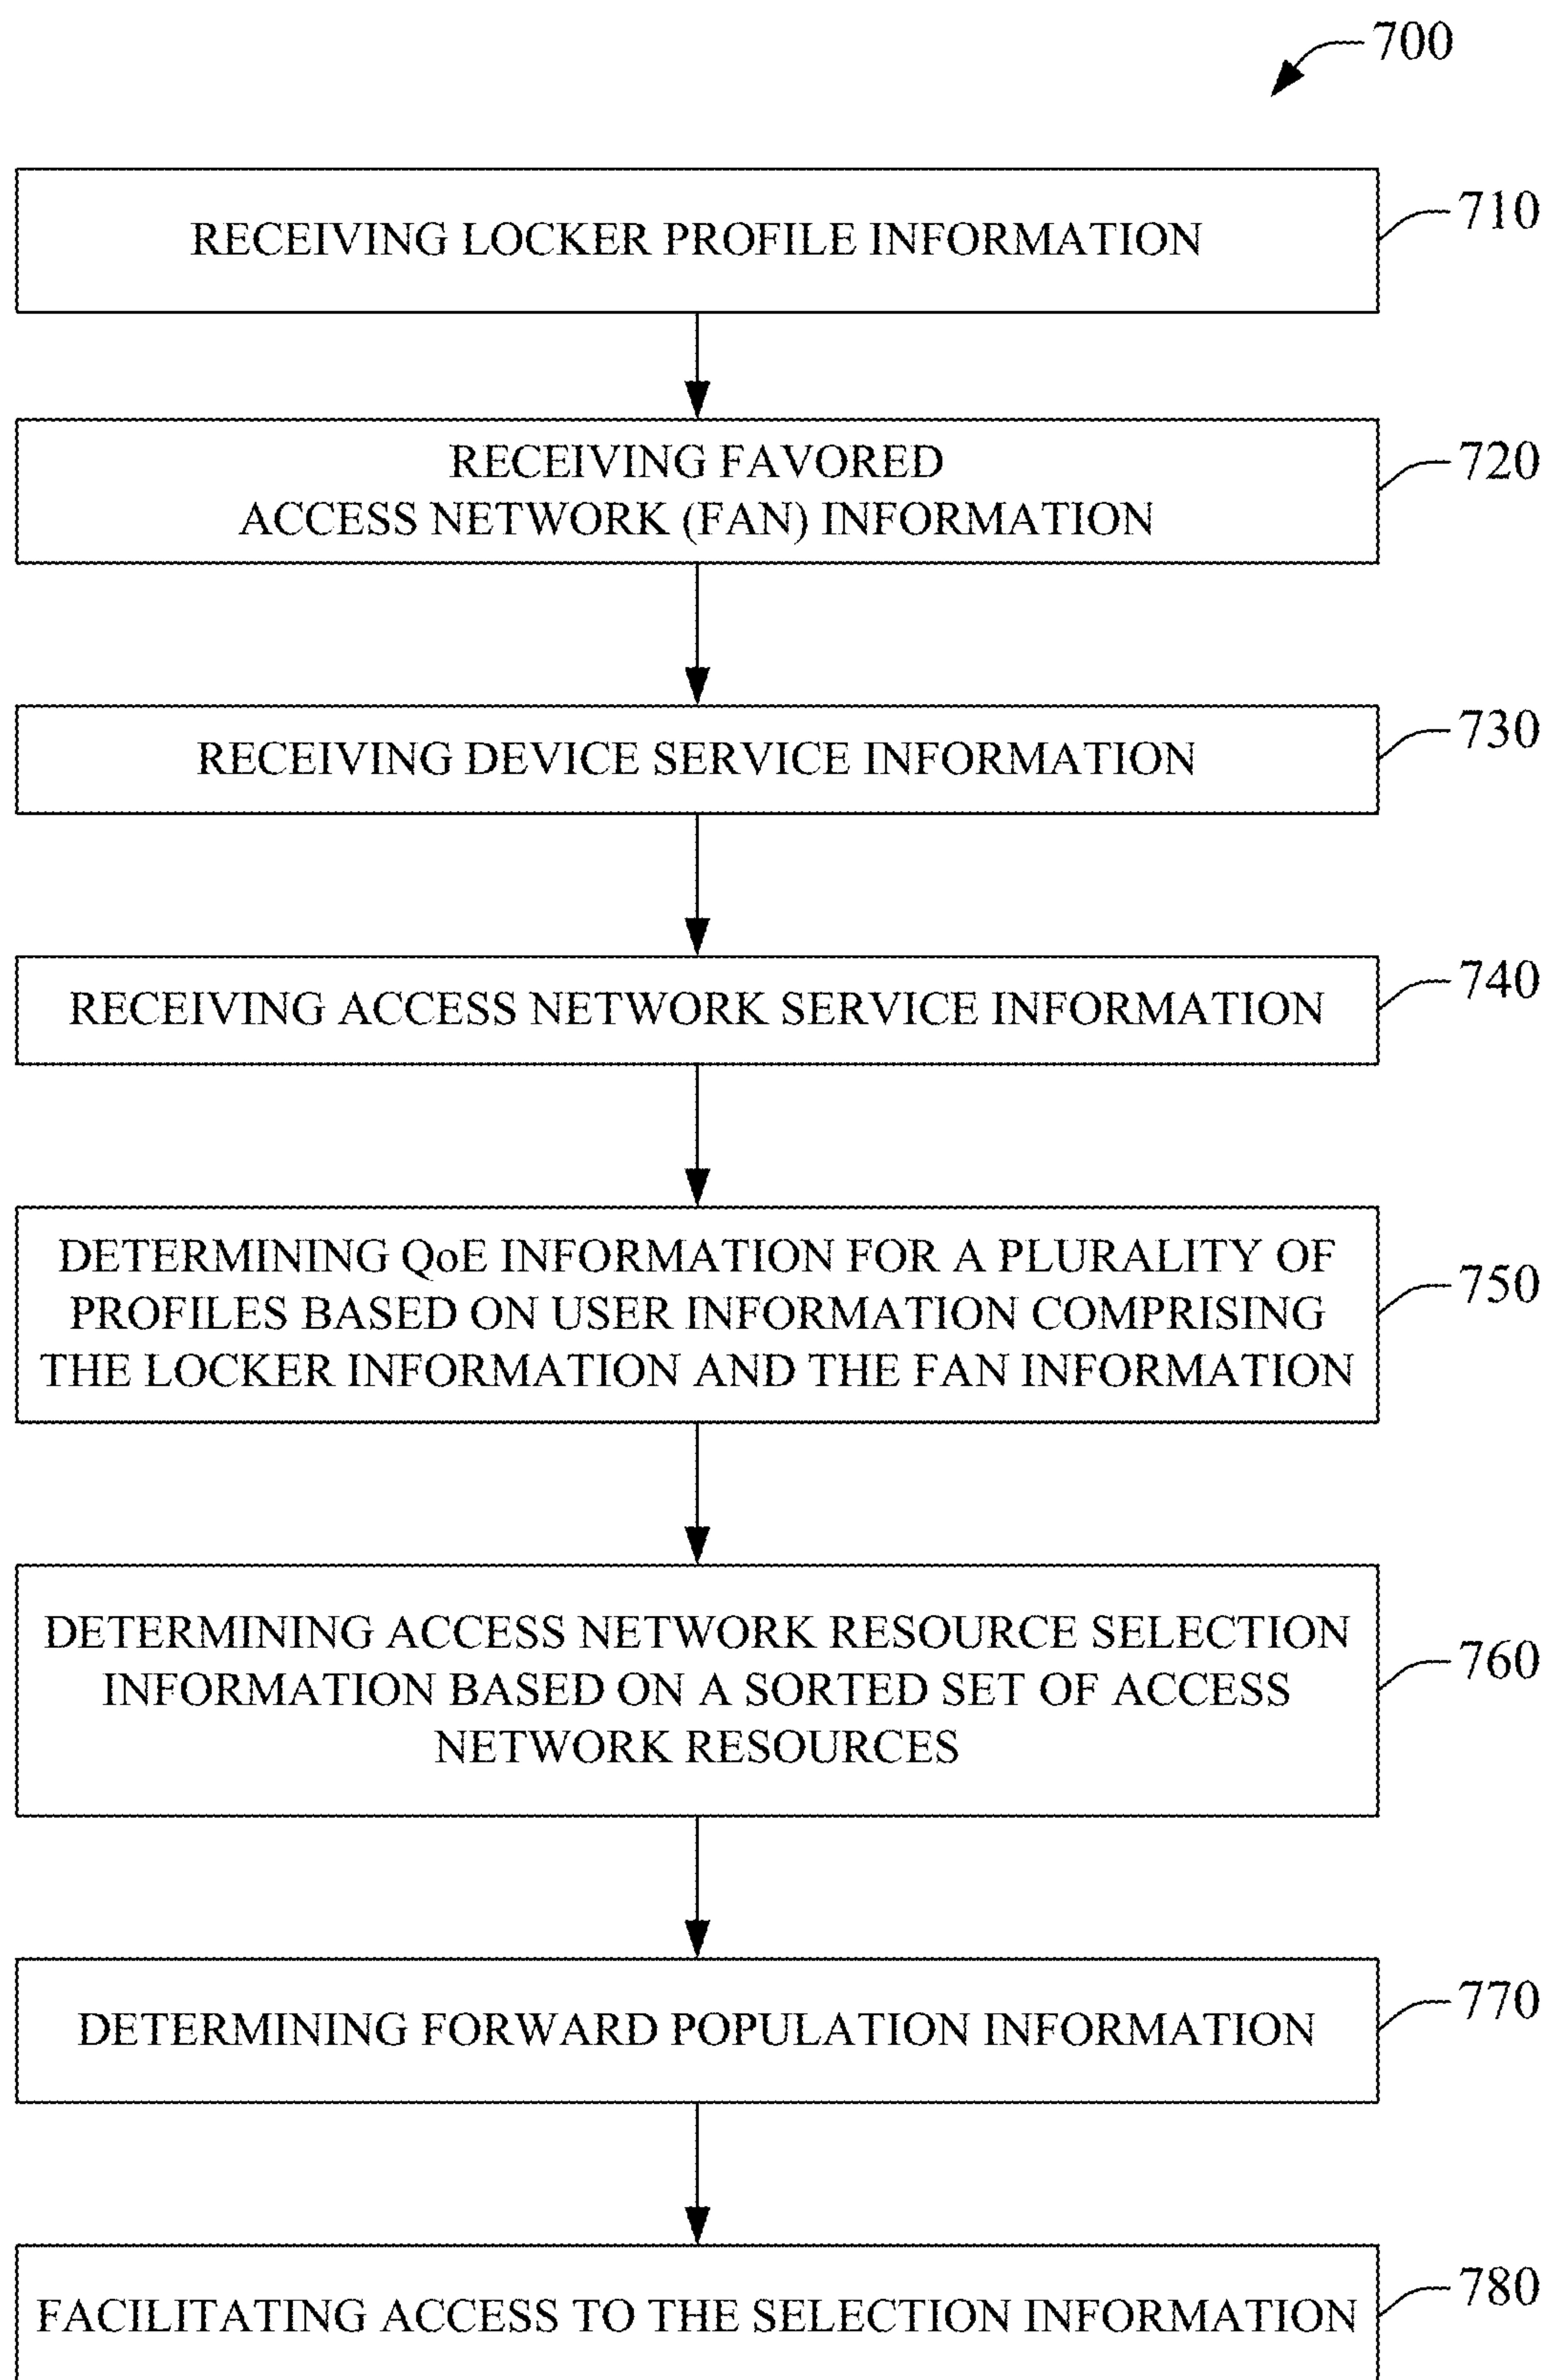 700
RECEIVING LOCKER PROFILE INFORMATION
710
RECEIVING FAVORED
ACCESS NETWORK (FAN) INFORMATION
720
RECEIVING DEVICE SERVICE INFORMATION
730
RECEIVING ACCESS NETWORK SERVICE INFORMATION
740
DETERMINING QoE INFORMATION FOR A PLURALITY OF
PROFILES BASED ON USER INFORMATION COMPRISING
THE LOCKER INFORMATION AND THE FAN INFORMATION
750
DETERMINING ACCESS NETWORK RESOURCE SELECTION
INFORMATION BASED ON A SORTED SET OF ACCESS
NETWORK RESOURCES
760
DETERMINING FORWARD POPULATION INFORMATION
770
FACILITATING ACCESS TO THE SELECTION INFORMATION
780